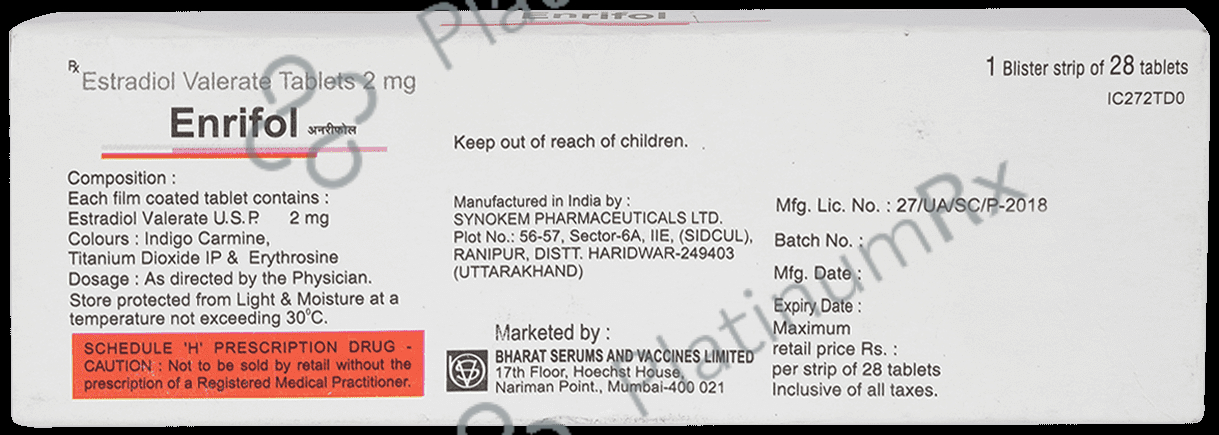 Enrifol
Rx Estradiol Valerate Tablets 2 mg
Enrifol अनरीफोल
Composition :
Each film coated tablet contains :
Estradiol Valerate U.S.P. 2 mg
Colours : Indigo Carmine,
Titanium Dioxide IP & Erythrosine
Dosage : As directed by the Physician.
Store protected from Light & Moisture at a
temperature not exceeding 30°C.
SCHEDULE 'H' PRESCRIPTION DRUG -
CAUTION : Not to be sold by retail without the
prescription of a Registered Medical Practitioner.
Keep out of reach of children.
Manufactured in India by :
SYNOKEM PHARMACEUTICALS LTD.
Plot No.: 56-57, Sector-6A, IIE, (SIDCUL),
RANIPUR, DISTT. HARIDWAR-249403
(UTTARAKHAND)
Marketed by :
BSV
BHARAT SERUMS AND VACCINES LIMITED
17th Floor, Hoechst House,
Nariman Point., Mumbai-400 021
1 Blister strip of 28 tablets
IC272TD0
Mfg. Lic. No. : 27/UA/SC/P-2018
Batch No. :
Mfg. Date :
Expiry Date :
Maximum
retail price Rs. :
per strip of 28 tablets
Inclusive of all taxes.
PlatinumRx